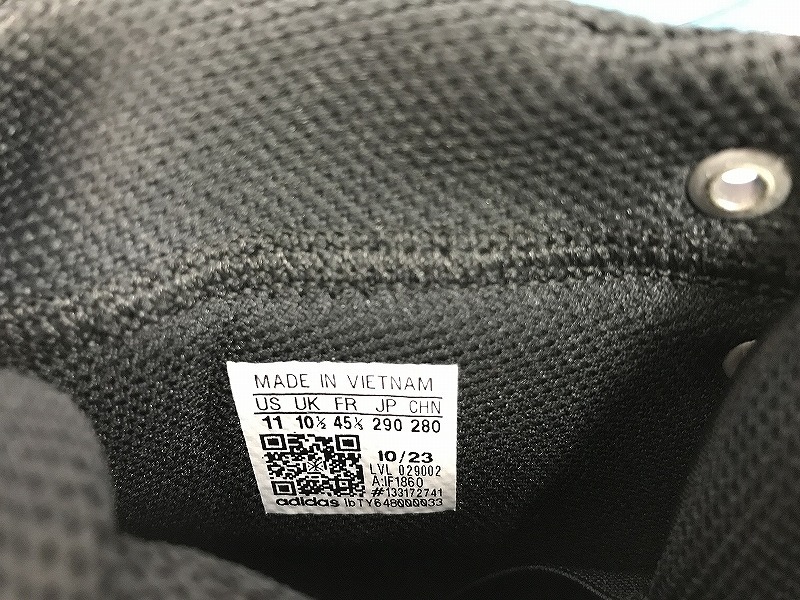 MADE IN VIETNAM
US UK FR JP CHN
11 10½ 45⅓ 290 280
10/23
LVL 029002
A:IF1860
#133172741
adidas IbTY648000033